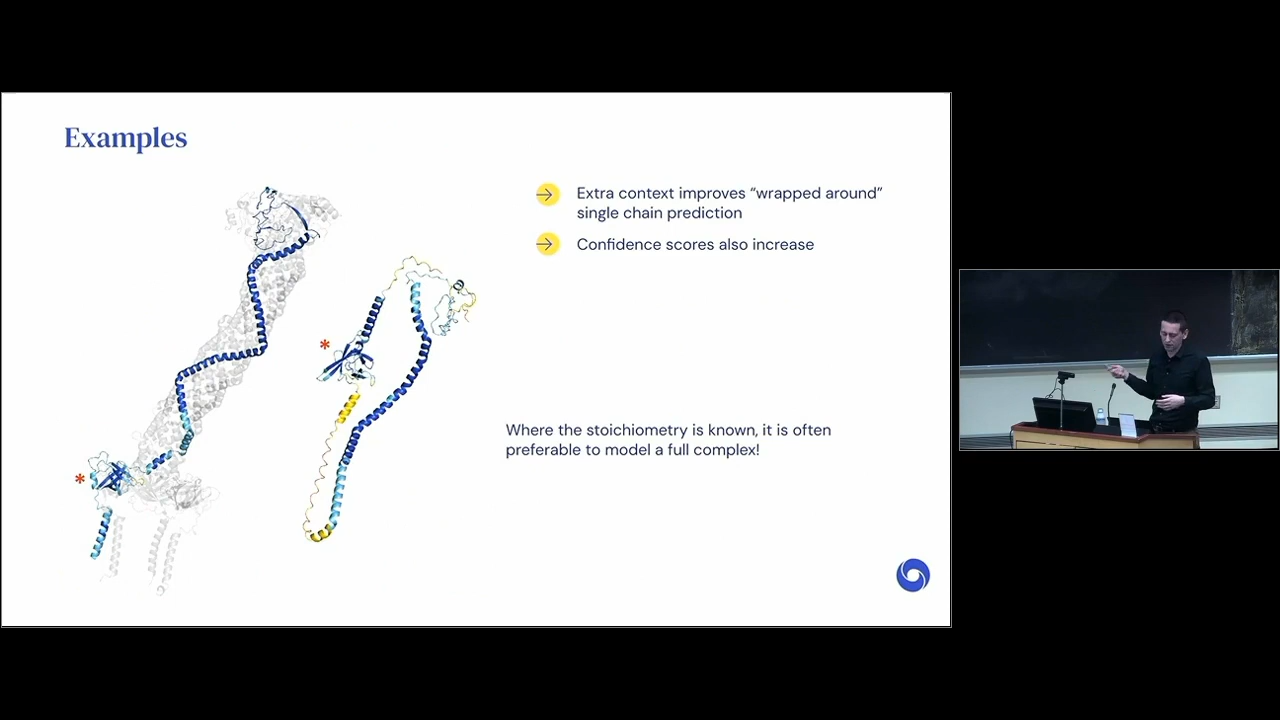 Examples
Extra context improves “wrapped around”
single chain prediction
Confidence scores also increase
*
*
Where the stoichiometry is known, it is often
preferable to model a full complex!